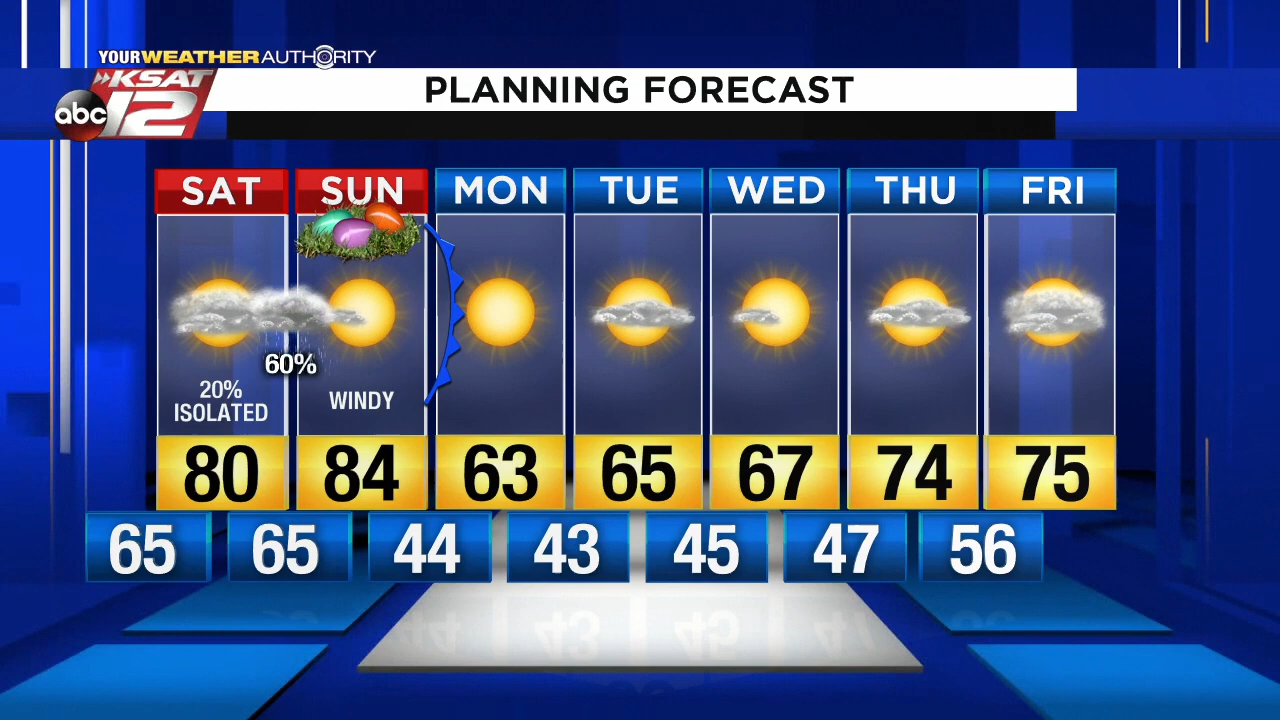 YOURWEATHERAUTHORITY
KSAT
abc 12
PLANNING FORECAST
SAT SUN MON TUE WED THU FRI
60%
20%
ISOLATED
WINDY
80 84 63 65 67 74 75
65 65 44 43 45 47 56